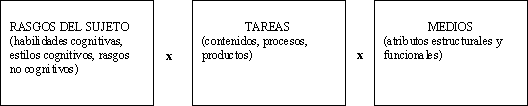 RASGOS DEL SUJETO
(habilidades cognitivas,
estilos cognitivos, rasgos
no cognitivos)
x
TAREAS
(contenidos, procesos,
productos)
x
MEDIOS
(atributos estructurales y
funcionales)